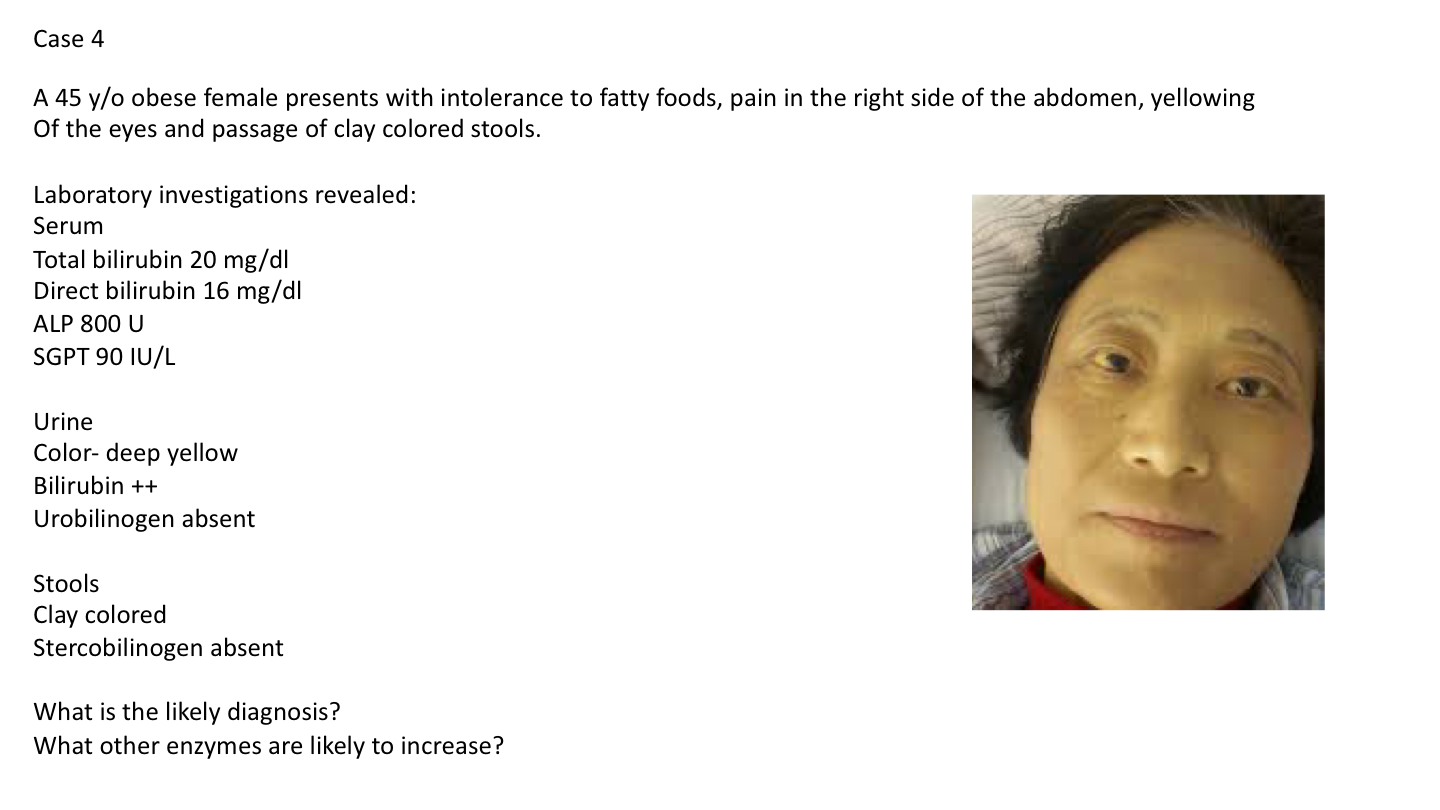 Case 4
A 45 y/o obese female presents with intolerance to fatty foods, pain in the right side of the abdomen, yellowing
Of the eyes and passage of clay colored stools.
Laboratory investigations revealed:
Serum
Total bilirubin 20 mg/dl
Direct bilirubin 16 mg/dl
ALP 800 U
SGPT 90 IU/L
Urine
Color- deep yellow
Bilirubin ++
Urobilinogen absent
Stools
Clay colored
Stercobilinogen absent
What is the likely diagnosis?
What other enzymes are likely to increase?